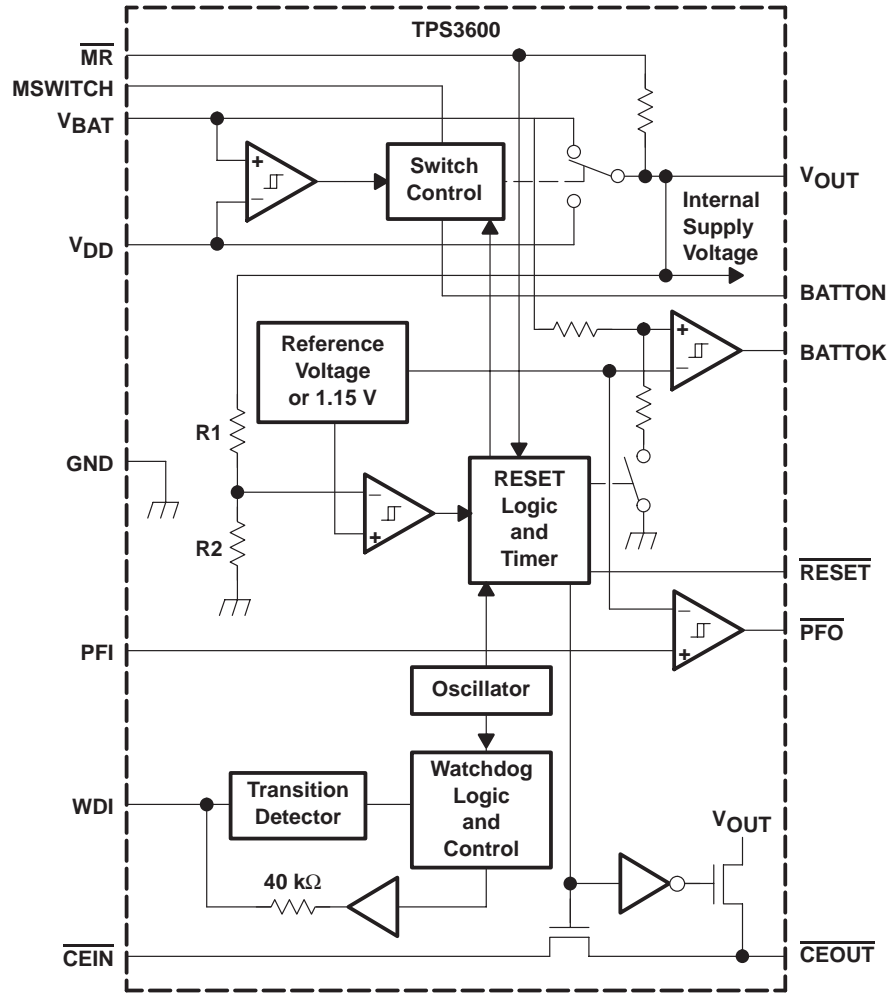 TPS3600
MR
MSWITCH
VBAT
Switch
Control
VOUT
Internal
Supply
Voltage
VDD
BATTON
Reference
Voltage
or 1.15 V
BATTOK
R1
GND
RESET
Logic
and
Timer
R2
RESET
PFO
PFI
Oscillator
WDI
Transition
Detector
Watchdog
Logic
and
Control
VOUT
40 kΩ
CEIN
CEOUT
+
−
+
−
−
+
−
+